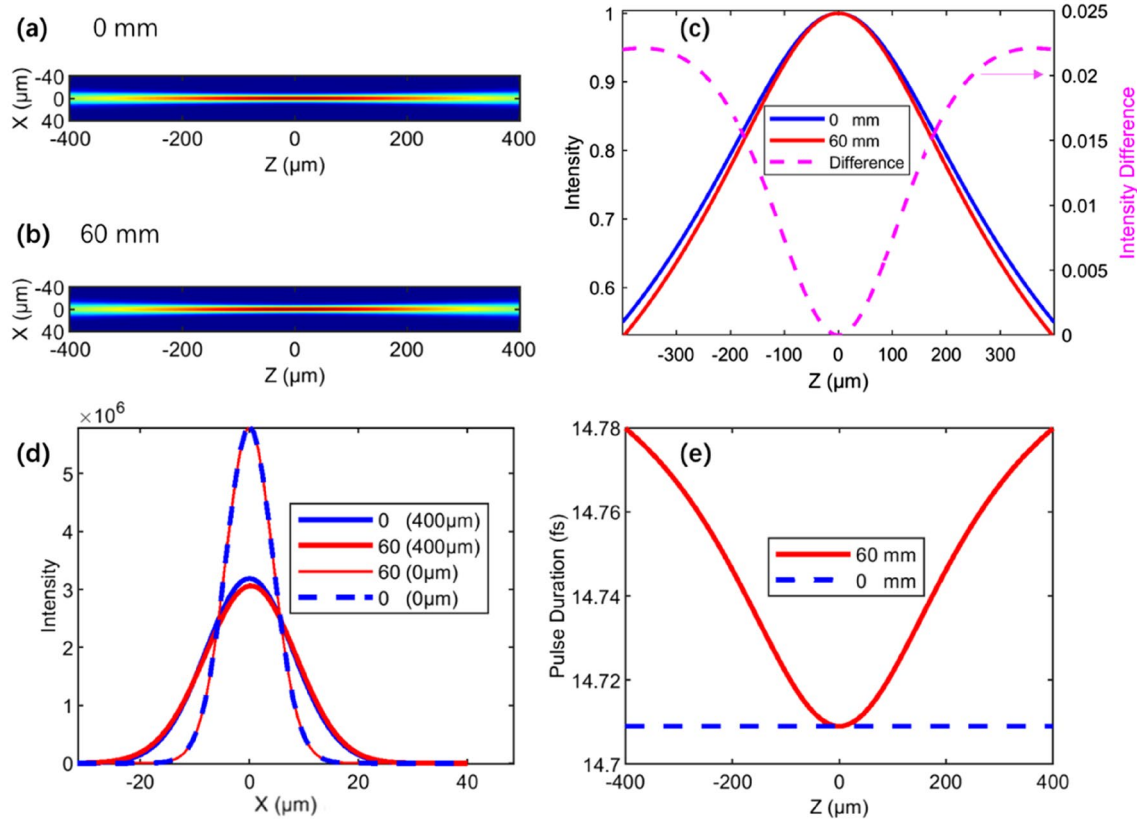 (a) 0 mm
-40
0
40
X (µm)
-400 -200 0 200 400
Z (µm)
(b) 60 mm
-40
0
40
X (µm)
-400 -200 0 200 400
Z (µm)
(c)
1
0.9
0.8
0.7
0.6
Intensity
0 mm
60 mm
Difference
0.025
0.02
0.015
0.01
0.005
0
Intensity Difference
-300 -200 -100 0 100 200 300
Z (µm)
×10⁶
(d)
5
4
3
2
1
0
Intensity
0 (400µm)
60 (400µm)
60 (0µm)
0 (0µm)
-20 0 20 40
X (µm)
(e)
14.78
14.76
14.74
14.72
14.7
Pulse Duration (fs)
60 mm
0 mm
-400 -200 0 200 400
Z (µm)